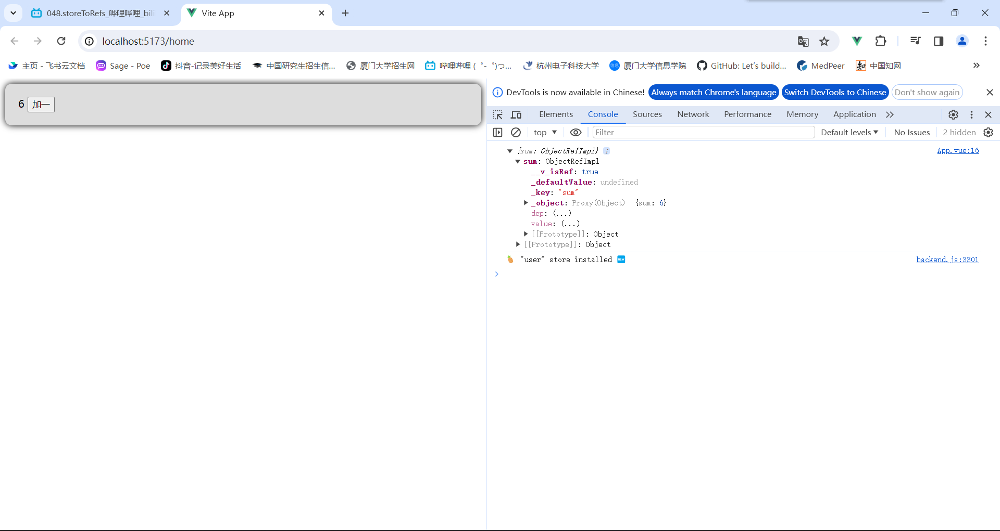 048.storeToRefs_哔哩哔哩_bili
Vite App
localhost:5173/home
主页 - 飞书云文档
Sage - Poe
抖音-记录美好生活
中国研究生招生信...
厦门大学招生网
哔哩哔哩 ( ゜- ゜)つ...
杭州电子科技大学
信息
厦门大学信息学院
GitHub: Let's build...
MedPeer
中国知网
6 加一
DevTools is now available in Chinese! Always match Chrome's language Switch DevTools to Chinese Don't show again
Elements Console Sources Network Performance Memory Application
top Filter Default levels No Issues 2 hidden
{sum: ObjectRefImpl} i App.vue:16
sum: ObjectRefImpl
__v_isRef: true
_defaultValue: undefined
_key: "sum"
_object: Proxy(Object) {sum: 6}
dep: (...)
value: (...)
[[Prototype]]: Object
[[Prototype]]: Object
"user" store installed NEW backend.js:3301